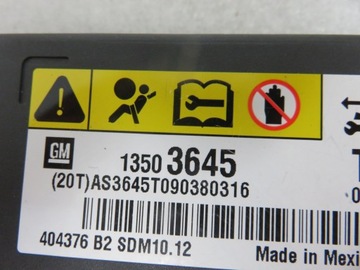 GM
1350 3645
(20T)AS3645T090380316
404376 B2 SDM10.12
Made in Mexi